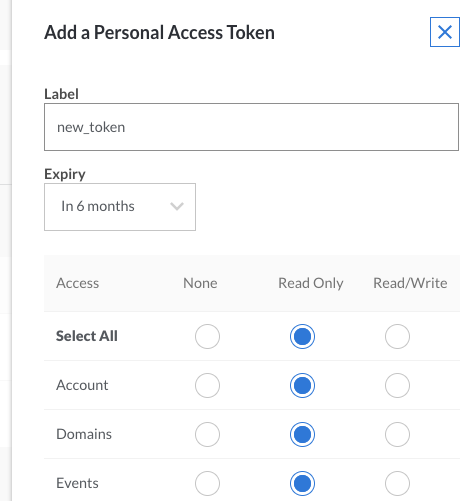 Add a Personal Access Token
Label
new_token
Expiry
In 6 months
Access None Read Only Read/Write
Select All
Account
Domains
Events